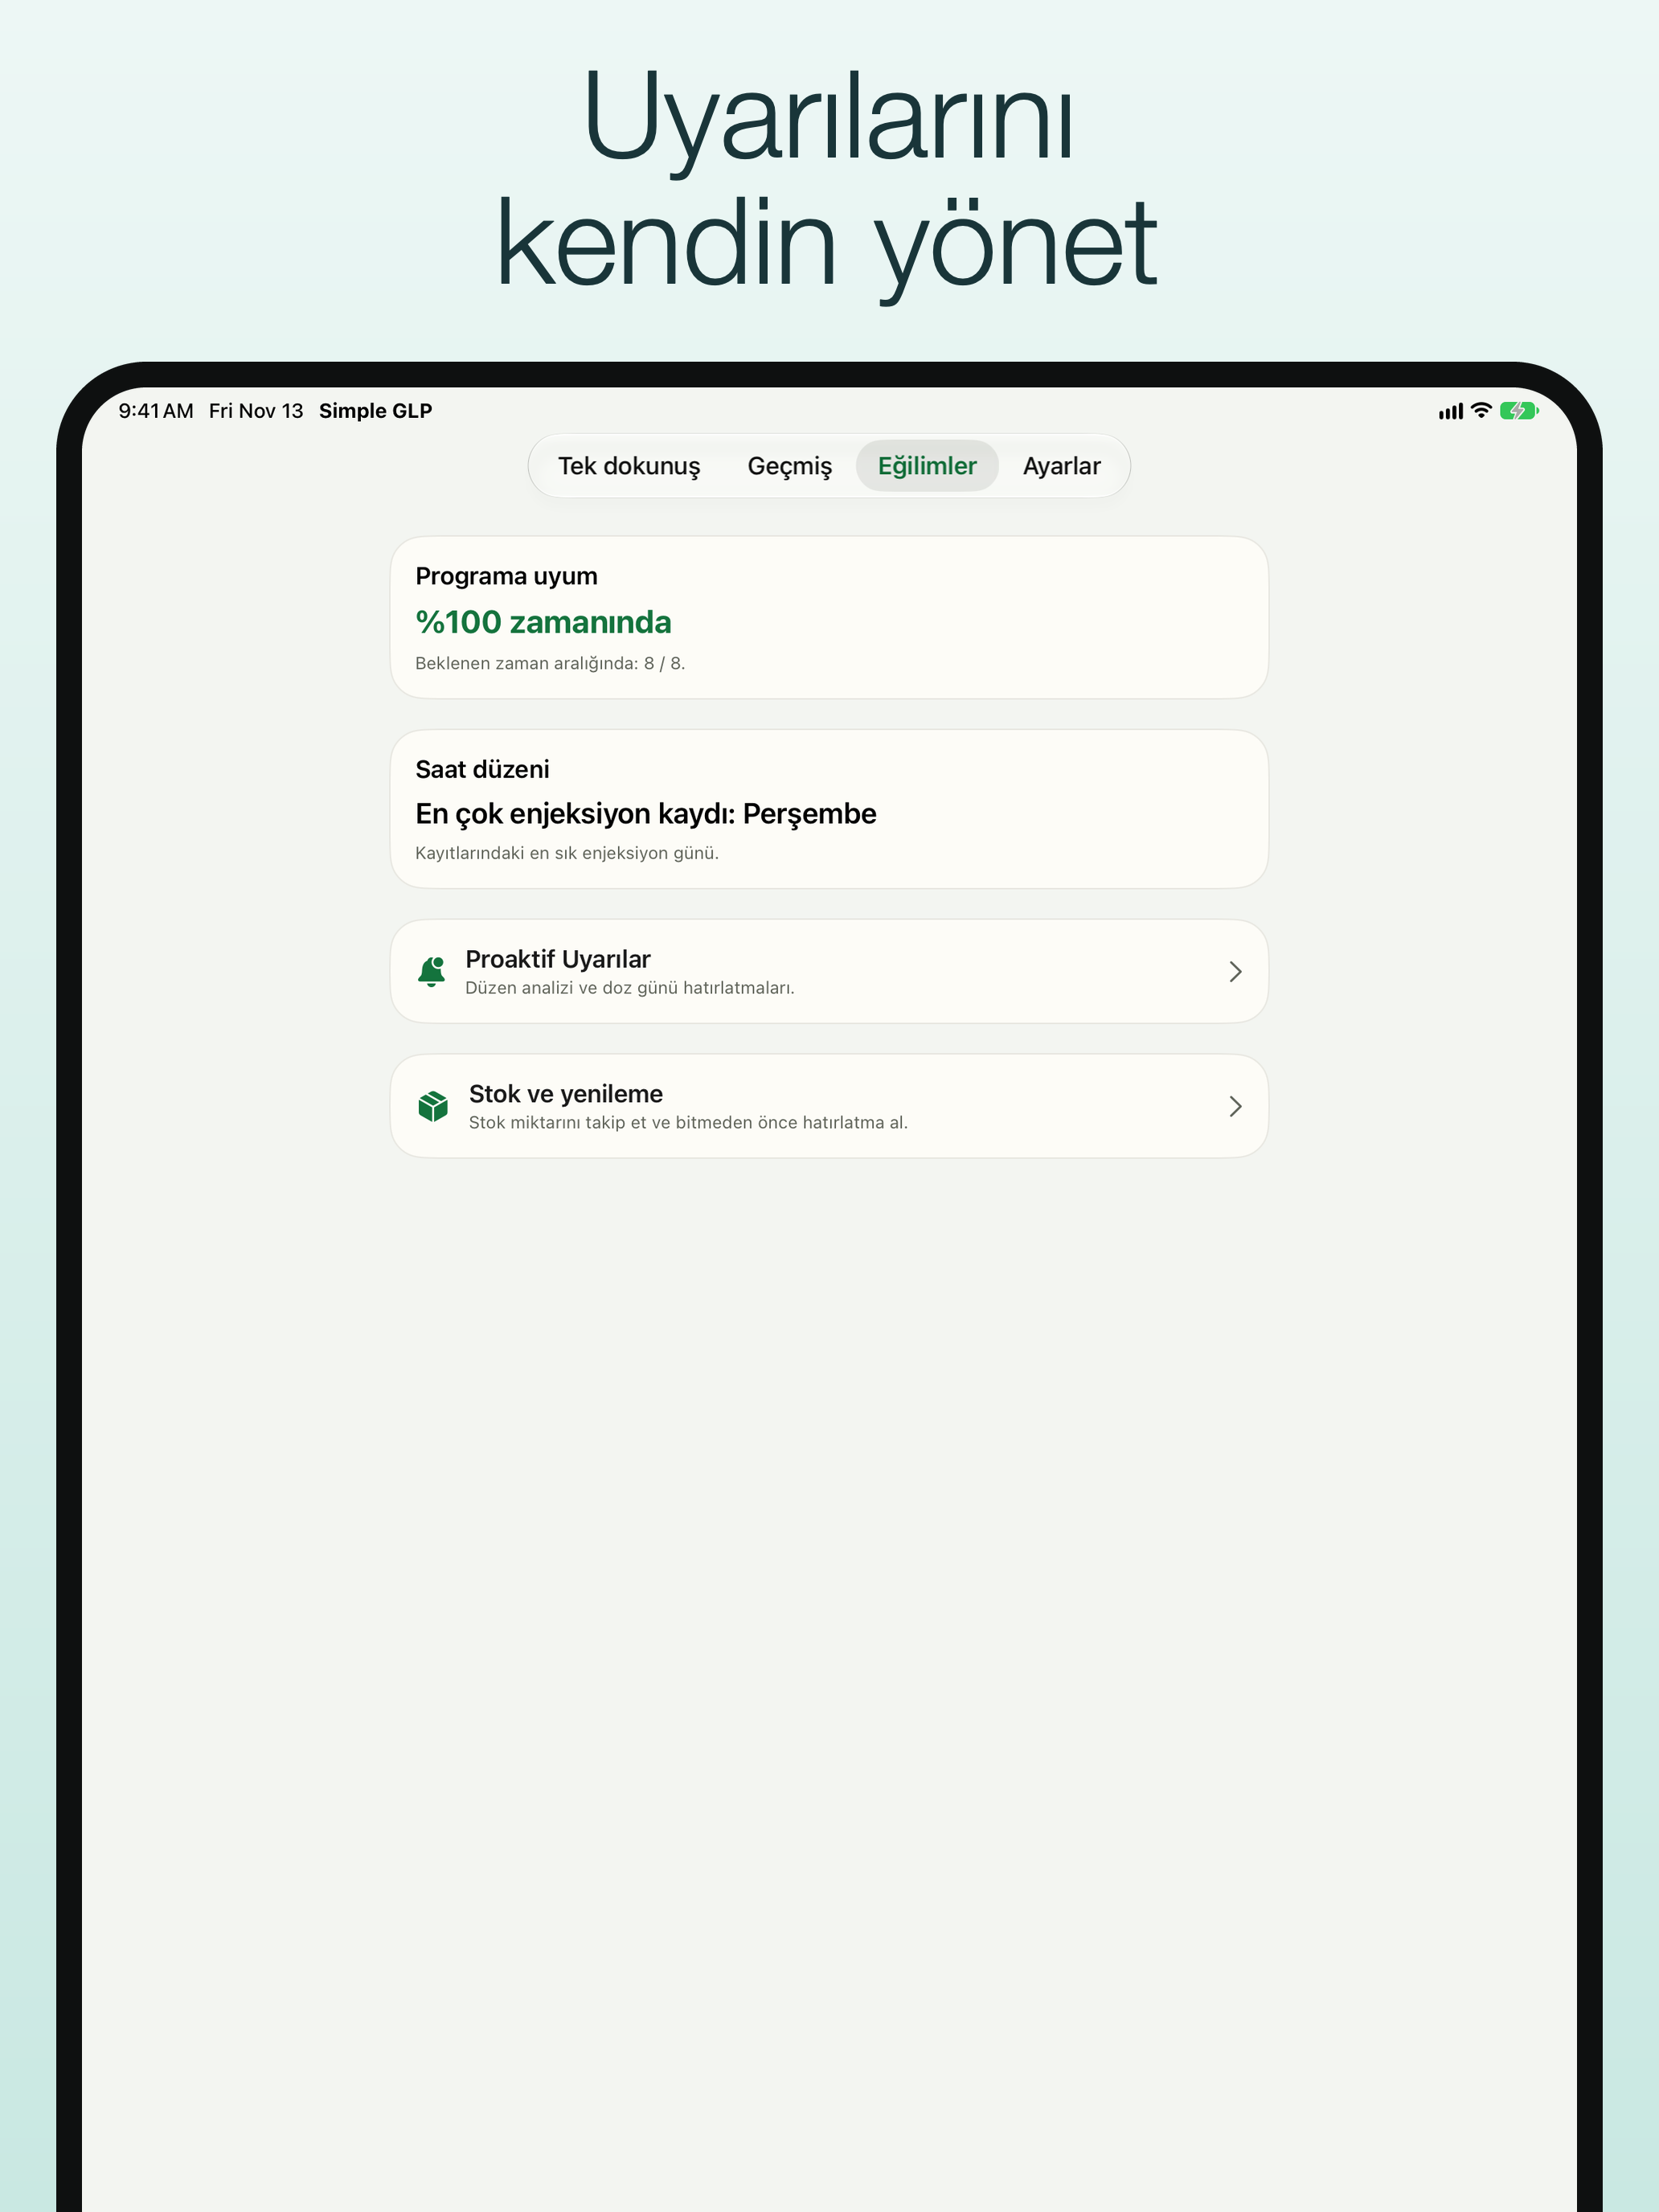 Uyarılarını
kendin yönet
9:41 AM Fri Nov 13 Simple GLP
Tek dokunuş Geçmiş Eğilimler Ayarlar
Programa uyum
%100 zamanında
Beklenen zaman aralığında: 8 / 8.
Saat düzeni
En çok enjeksiyon kaydı: Perşembe
Kayıtlarındaki en sık enjeksiyon günü.
Proaktif Uyarılar
Düzen analizi ve doz günü hatırlatmaları.
Stok ve yenileme
Stok miktarını takip et ve bitmeden önce hatırlatma al.